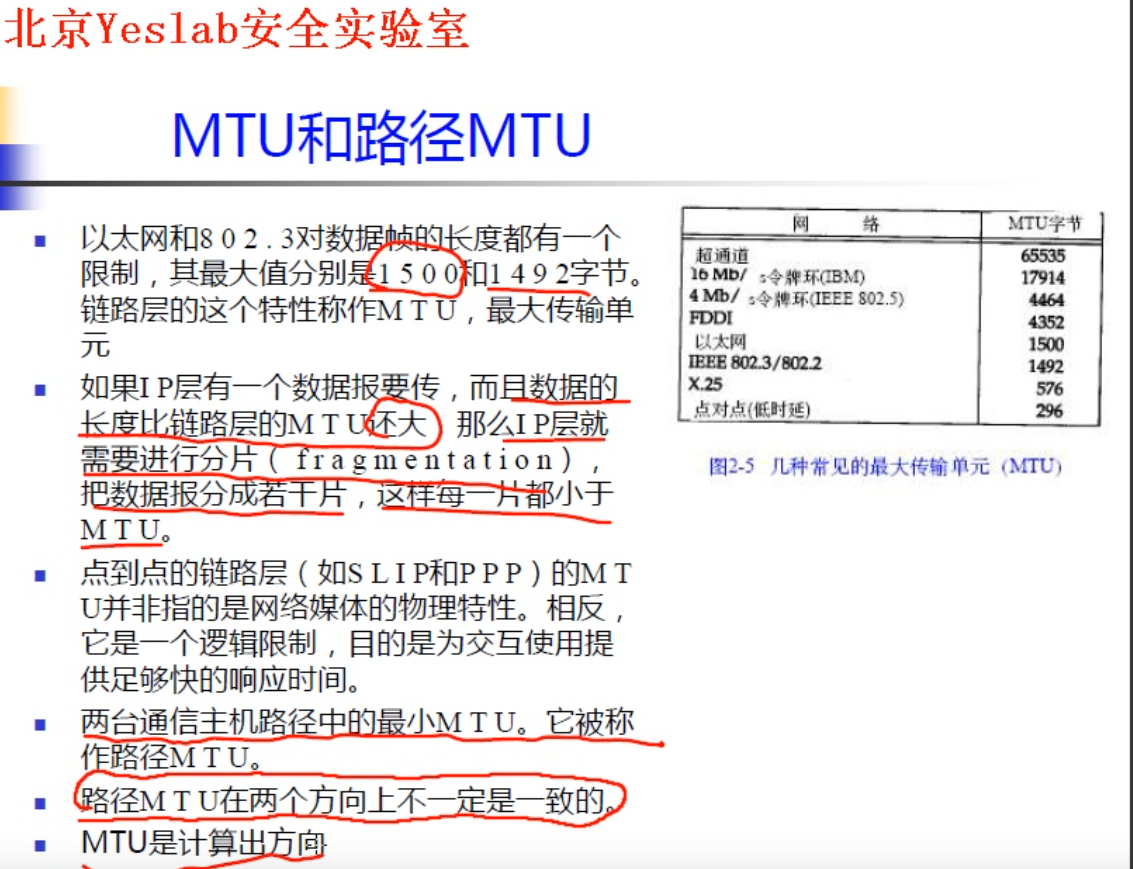 北京Yeslab安全实验室
MTU和路径MTU
以太网和802.3对数据帧的长度都有一个
限制，其最大值分别是1500和1492字节。
链路层的这个特性称作MTU，最大传输单
元
如果IP层有一个数据报要传，而且数据的
长度比链路层的MTU还大，那么IP层就
需要进行分片（fragmentation），
把数据报分成若干片，这样每一片都小于
MTU。
点到点的链路层（如SLIP和PPP）的MT
U并非指的是网络媒体的物理特性。相反，
它是一个逻辑限制，目的是为交互使用提
供足够快的响应时间。
两台通信主机路径中的最小MTU。它被称
作路径MTU。
路径MTU在两个方向上不一定是一致的。
MTU是计算出方向
网 络 MTU字节
超通道 65535
16 Mb/s令牌环(IBM) 17914
4 Mb/s令牌环(IEEE 802.5) 4464
FDDI 4352
以太网 1500
IEEE 802.3/802.2 1492
X.25 576
点对点(低时延) 296
图2-5 几种常见的最大传输单元（MTU）